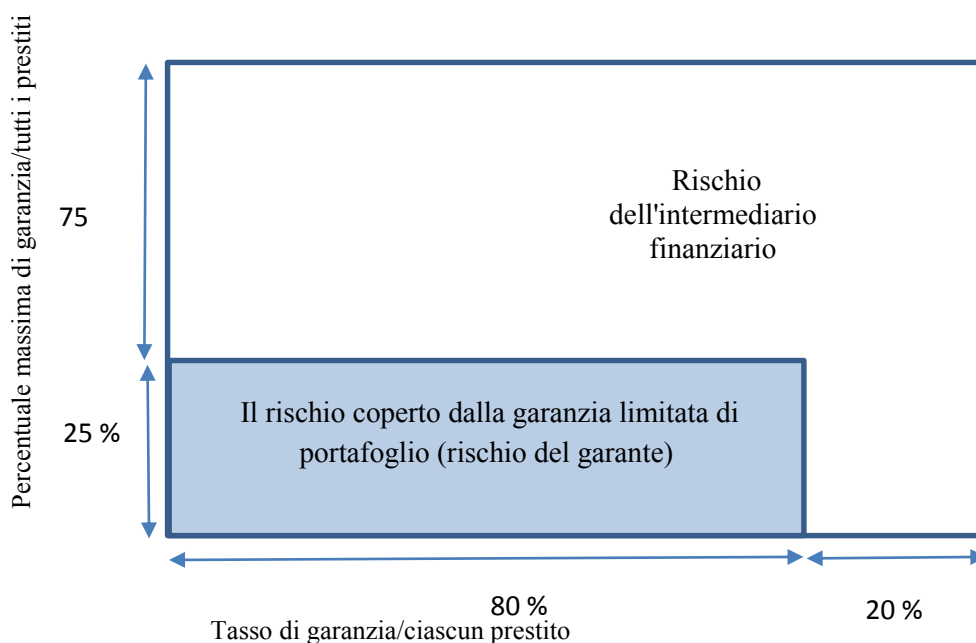 Percentuale massima di garanzia/tutti i prestiti
75
Rischio
dell'intermediario
finanziario
25 %
Il rischio coperto dalla garanzia limitata di
portafoglio (rischio del garante)
80 %
20 %
Tasso di garanzia/ciascun prestito